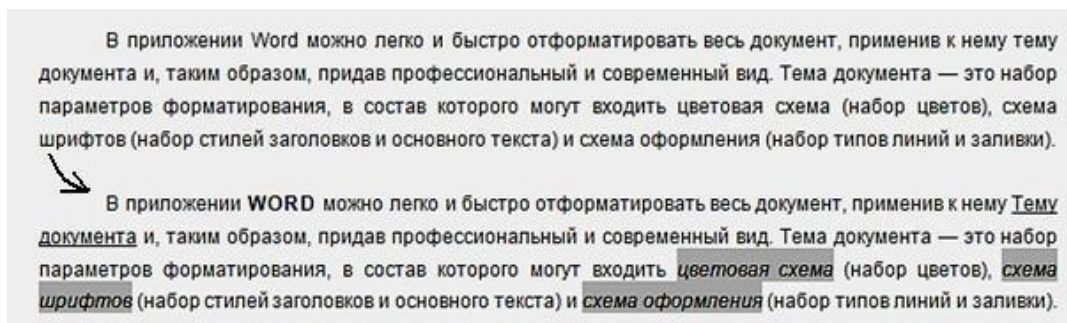 В приложении Word можно легко и быстро отформатировать весь документ, применив к нему тему
документа и, таким образом, придав профессиональный и современный вид. Тема документа — это набор
параметров форматирования, в состав которого могут входить цветовая схема (набор цветов), схема
шрифтов (набор стилей заголовков и основного текста) и схема оформления (набор типов линий и заливки).
В приложении WORD можно легко и быстро отформатировать весь документ, применив к нему Тему
документа и, таким образом, придав профессиональный и современный вид. Тема документа — это набор
параметров форматирования, в состав которого могут входить цветовая схема (набор цветов), схема
шрифтов (набор стилей заголовков и основного текста) и схема оформления (набор типов линий и заливки).